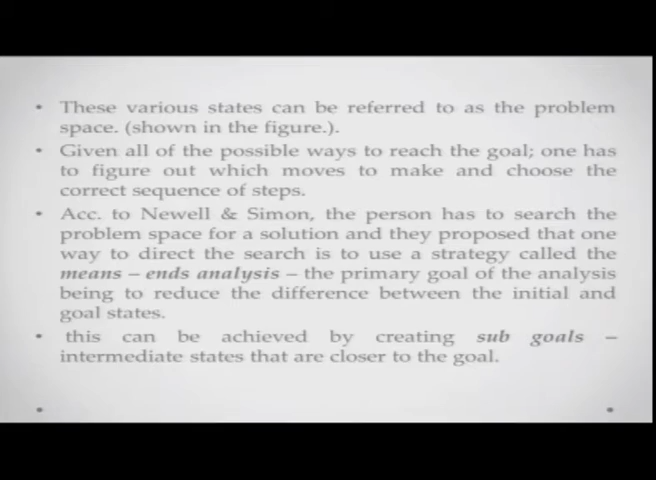 • These various states can be referred to as the problem
space. (shown in the figure.).
• Given all of the possible ways to reach the goal; one has
to figure out which moves to make and choose the
correct sequence of steps.
• Acc. to Newell & Simon, the person has to search the
problem space for a solution and they proposed that one
way to direct the search is to use a strategy called the
means – ends analysis – the primary goal of the analysis
being to reduce the difference between the initial and
goal states.
• this can be achieved by creating sub goals –
intermediate states that are closer to the goal.